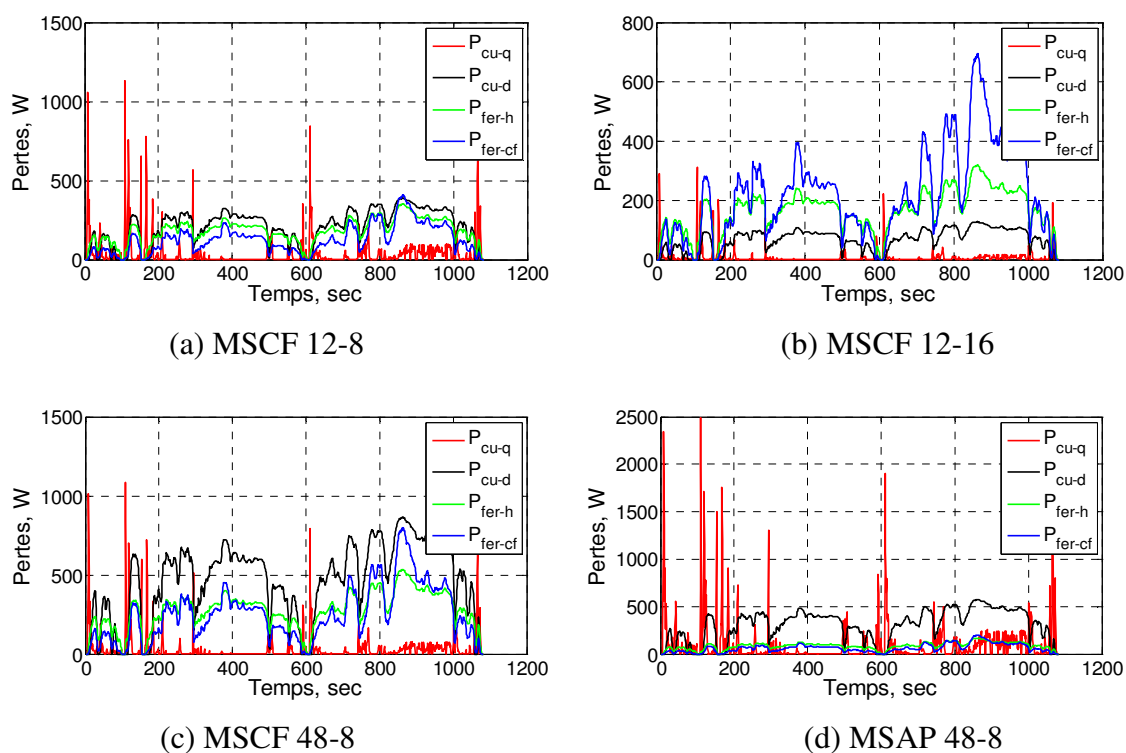 1500
1000
500
0
Pertes, W
P cu-q
P cu-d
P fer-h
P fer-cf
0 200 400 600 800 1000 1200
Temps, sec
(a) MSCF 12-8
800
600
400
200
0
Pertes, W
P cu-q
P cu-d
P fer-h
P fer-cf
0 200 400 600 800 1000 1200
Temps, sec
(b) MSCF 12-16
1500
1000
500
0
Pertes, W
P cu-q
P cu-d
P fer-h
P fer-cf
0 200 400 600 800 1000 1200
Temps, sec
(c) MSCF 48-8
2500
2000
1500
1000
500
0
Pertes, W
P cu-q
P cu-d
P fer-h
P fer-cf
0 200 400 600 800 1000 1200
Temps, sec
(d) MSAP 48-8